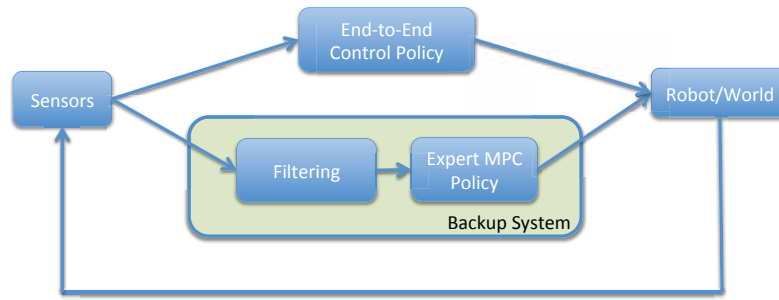 End-to-End
Control Policy
Sensors
Robot/World
Filtering
Expert MPC
Policy
Backup System